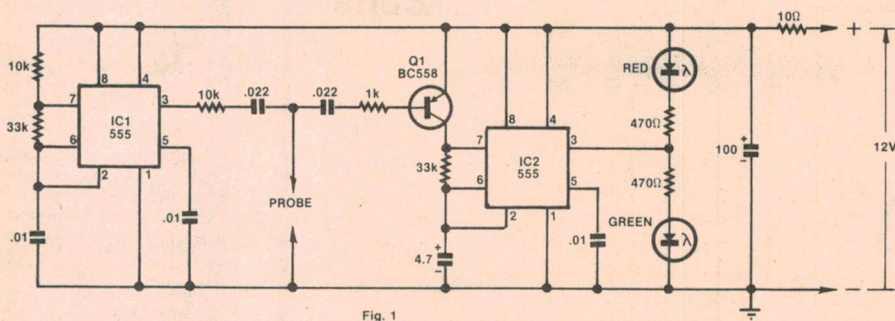 10Ω
+
10k
8
4
Q1
BC558
RED
λ
7
3
10k
.022
.022
1k
8
4
33k
IC1
555
470Ω
6
5
7
3
12V
2
1
33k
IC2
555
100
+
-
6
5
470Ω
PROBE
2
1
GREEN
.01
.01
+
4.7
-
.01
λ
-
Fig. 1